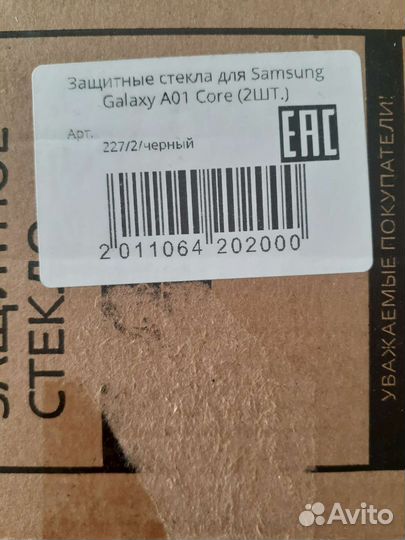 Защитные стекла для Samsung
Galaxy A01 Core (2ШТ.)
Арт.
227/2/черный
EAC
2 011064 202000
СТЕКЛО
УВАЖАЕМЫЕ ПОКУПАТЕЛИ!
Avito